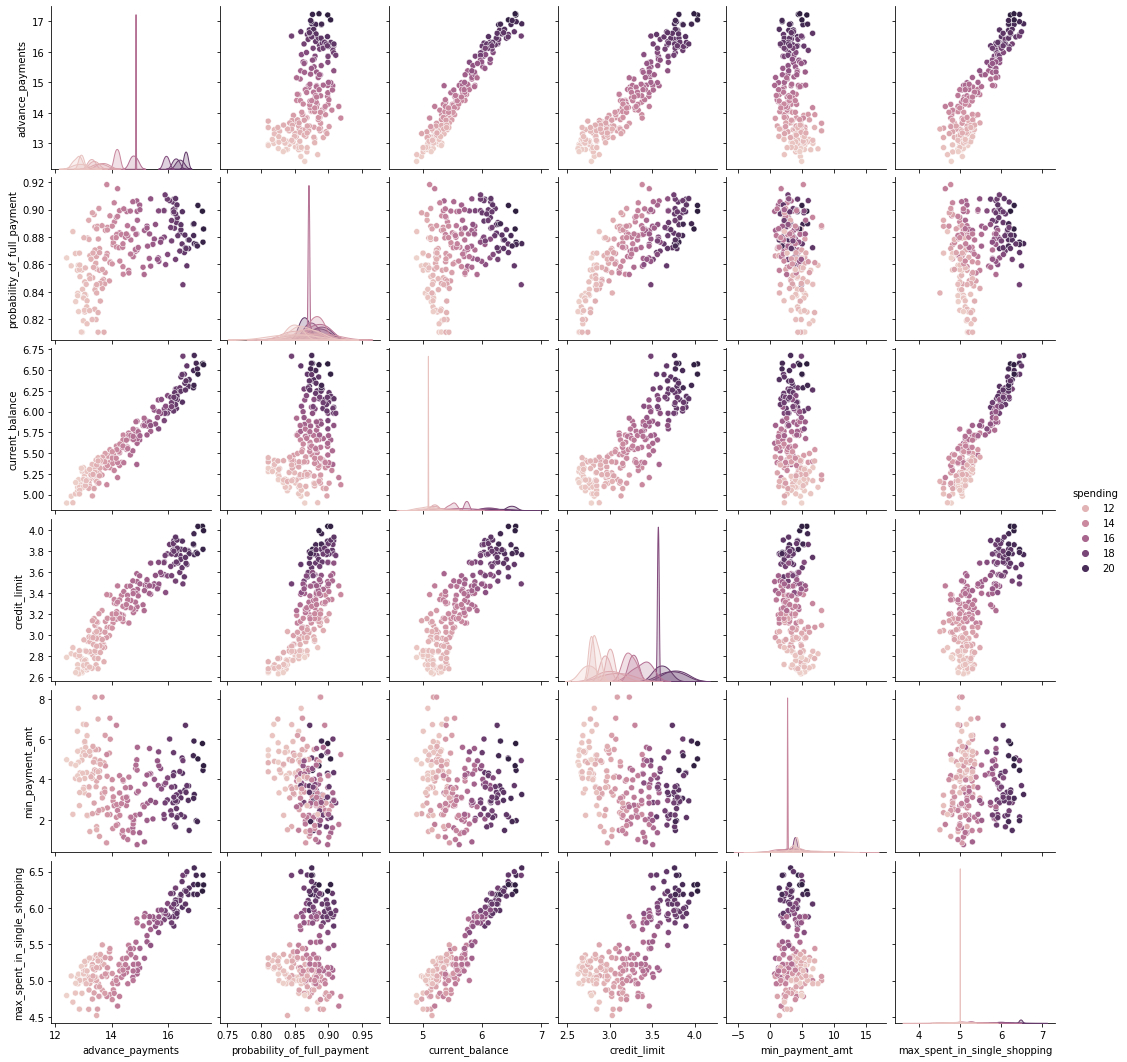 17
16
15
14
13
advance_payments
0.92
0.90
0.88
0.86
0.84
0.82
probability_of_full_payment
6.75
6.50
6.25
6.00
5.75
5.50
5.25
5.00
current_balance
4.0
3.8
3.6
3.4
3.2
3.0
2.8
2.6
credit_limit
spending
12
14
16
18
20
8
6
4
2
min_payment_amt
6.5
6.0
5.5
5.0
4.5
max_spent_in_single_shopping
12 14 16
advance_payments
0.75 0.80 0.85 0.90 0.95
probability_of_full_payment
5 6 7
current_balance
2.5 3.0 3.5 4.0
credit_limit
−5 0 5 10 15
min_payment_amt
4 5 6 7
max_spent_in_single_shopping